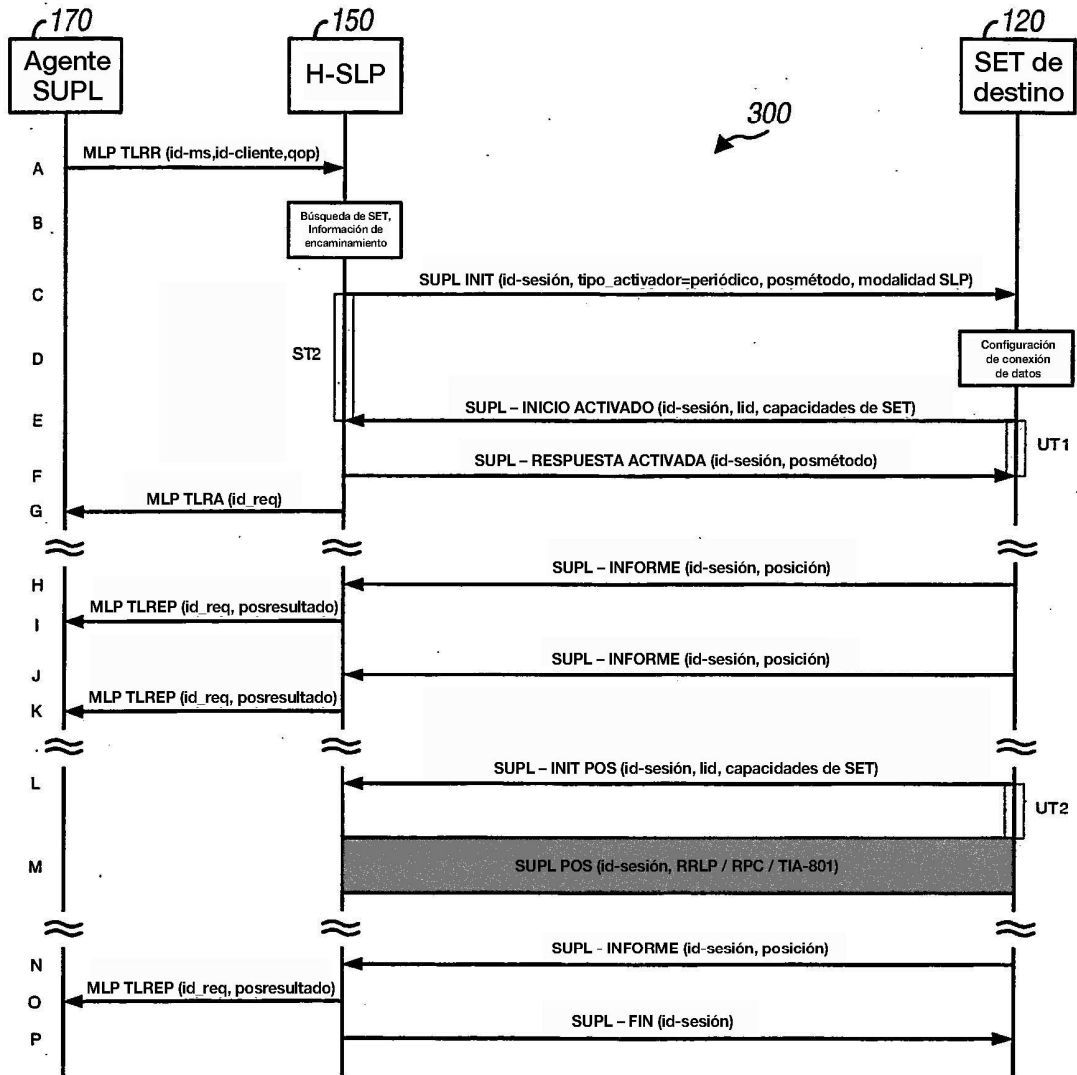 170
150
120
Agente
SUPL
H-SLP
SET de
destino
300
A
MLP TLRR (id-ms,id-cliente,qop)
B
Búsqueda de SET,
Información de
encaminamiento
C
SUPL INIT (id-sesión, tipo_activador=periódico, posmétodo, modalidad SLP)
D
ST2
Configuración
de conexión
de datos
E
SUPL – INICIO ACTIVADO (id-sesión, lid, capacidades de SET)
UT1
F
SUPL – RESPUESTA ACTIVADA (id-sesión, posmétodo)
G
MLP TLRA (id_req)
H
SUPL – INFORME (id-sesión, posición)
I
MLP TLREP (id_req, posresultado)
J
SUPL – INFORME (id-sesión, posición)
K
MLP TLREP (id_req, posresultado)
L
SUPL – INIT POS (id-sesión, lid, capacidades de SET)
UT2
M
SUPL POS (id-sesión, RRLP / RPC / TIA-801)
N
SUPL - INFORME (id-sesión, posición)
O
MLP TLREP (id_req, posresultado)
P
SUPL – FIN (id-sesión)